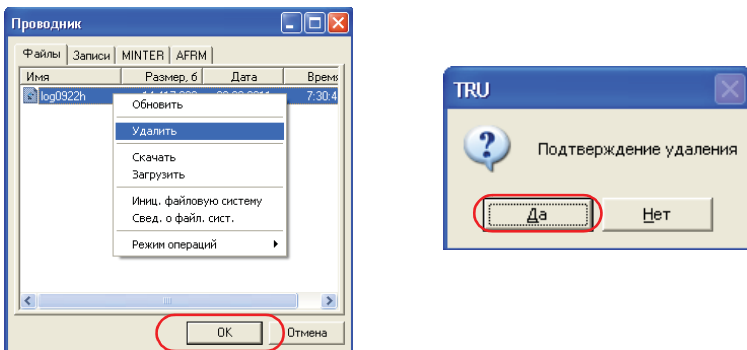 Проводник
Файлы Записи MINTER AFRM
Имя Размер, б Дата Время
log0922h 7:30:4
Обновить
Удалить
Скачать
Загрузить
Иниц. файловую систему
Свед. о файл. сист.
Режим операций
OK Отмена
TRU
Подтверждение удаления
Да Нет